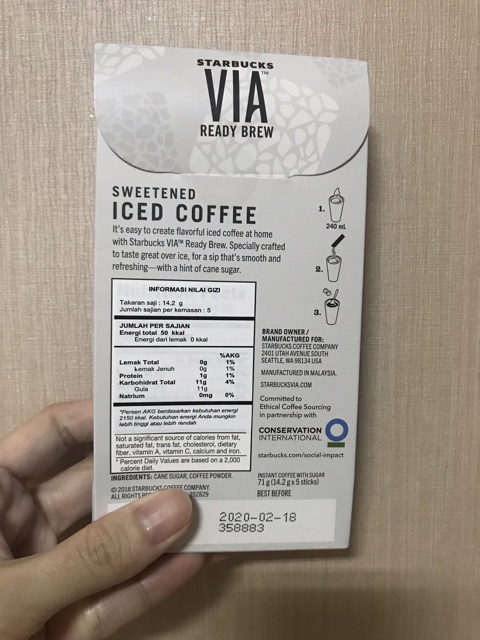 STARBUCKS
VIA™
READY BREW
SWEETENED
ICED COFFEE
It's easy to create flavorful iced coffee at home
with Starbucks VIA™ Ready Brew. Specially crafted
to taste great over ice, for a sip that's smooth and
refreshing—with a hint of cane sugar.
1.
240 mL
2.
3.
INFORMASI NILAI GIZI
Takaran saji : 14,2 g
Jumlah sajian per kemasan : 5
JUMLAH PER SAJIAN
Energi total 50 kkal
Energi dari lemak 0 kkal
%AKG
Lemak Total 0g 1%
Lemak Jenuh 0g 1%
Protein 1g 1%
Karbohidrat Total 11g 4%
Gula 11g
Natrium 0mg 0%
*Persen AKG berdasarkan kebutuhan energi
2150 kkal. Kebutuhan energi Anda mungkin
lebih tinggi atau lebih rendah
Not a significant source of calories from fat,
saturated fat, trans fat, cholesterol, dietary
fiber, vitamin A, vitamin C, calcium and iron.
* Percent Daily Values are based on a 2,000
calorie diet.
INGREDIENTS: CANE SUGAR, COFFEE POWDER.
© 2018 STARBUCKS COFFEE COMPANY.
ALL RIGHTS 892829
BRAND OWNER /
MANUFACTURED FOR:
STARBUCKS COFFEE COMPANY
2401 UTAH AVENUE SOUTH
SEATTLE, WA 98134 USA
MANUFACTURED IN MALAYSIA.
STARBUCKSVIA.COM
Committed to
Ethical Coffee Sourcing
in partnership with
CONSERVATION
INTERNATIONAL
starbucks.com/social-impact
INSTANT COFFEE WITH SUGAR
71 g (14.2 g x 5 sticks)
BEST BEFORE
2020-02-18
358883